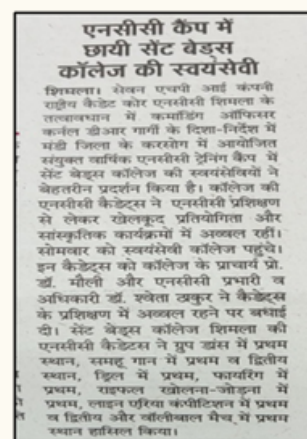 एनसीसी कैंप में
छायी सेंट बेड्स
कॉलेज की स्वयंसेवी
शिमला। सेवन एचपी आई कंपनी
राष्ट्रीय कैडेट कोर एनसीसी शिमला के
तत्वावधान में कमांडिंग ऑफिसर
कर्नल डीआर गार्गी के दिशा-निर्देश में
मंडी जिला के करसोग में आयोजित
संयुक्त वार्षिक एनसीसी ट्रेनिंग कैंप में
सेंट बेड्स कॉलेज की स्वयंसेवियों ने
बेहतरीन प्रदर्शन किया है। कॉलेज की
एनसीसी कैडेट्स ने एनसीसी प्रशिक्षण
से लेकर खेलकूद प्रतियोगिता और
सांस्कृतिक कार्यक्रमों में अव्वल रहीं।
सोमवार को स्वयंसेवी कॉलेज पहुंचे।
इन कैडेट्स को कॉलेज के प्राचार्य प्रो.
डॉ. मौली और एनसीसी प्रभारी व
अधिकारी डॉ. श्वेता ठाकुर ने कैडेट्स
के प्रशिक्षण में अव्वल रहने पर बधाई
दी। सेंट बेड्स कॉलेज शिमला की
एनसीसी कैडेटस ने ग्रुप डांस में प्रथम
स्थान, समहू गान में प्रथम व द्वितीय
स्थान, ड्रिल में प्रथम, फायरिंग में
प्रथम, राइफल खोलना-जोड़ना में
प्रथम, लाइन एरिया कंपीटिशन में प्रथम
व द्वितीय और वॉलीबाल मैच में प्रथम
स्थान हासिल किया।